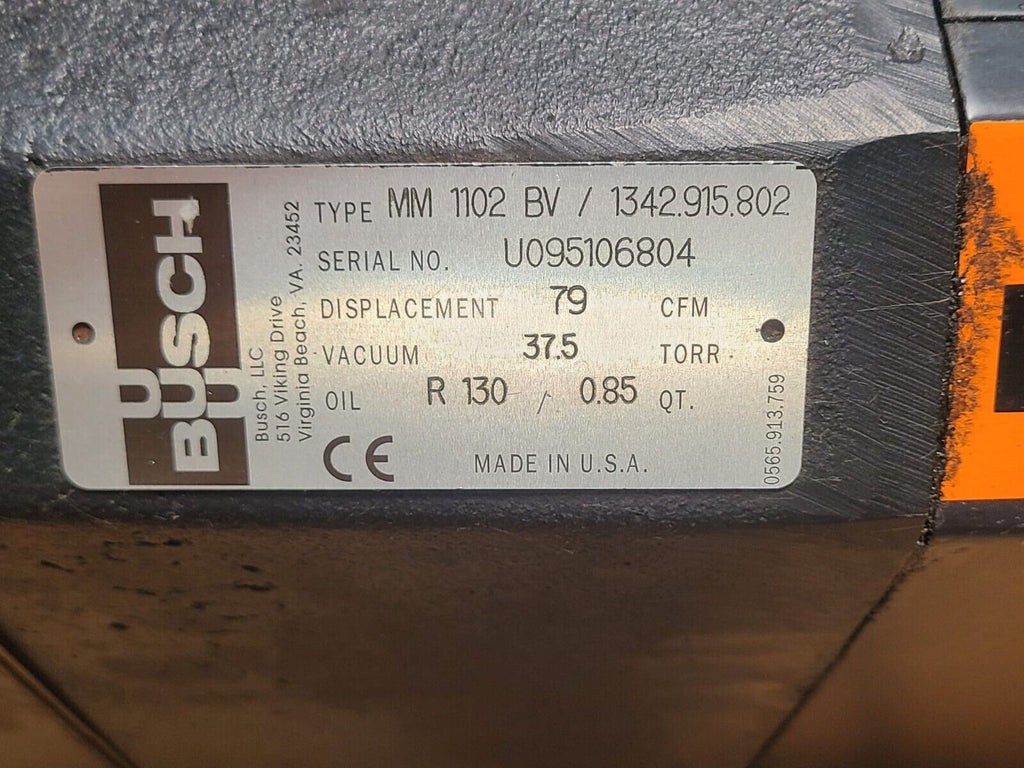 BUSCH
Busch, LLC
516 Viking Drive
Virginia Beach, VA. 23452
TYPE MM 1102 BV / 1342.915.802
SERIAL NO. U095106804
DISPLACEMENT 79 CFM
VACUUM 37.5 TORR
OIL R 130 / 0.85 QT.
CE MADE IN U.S.A.
0565.913.759